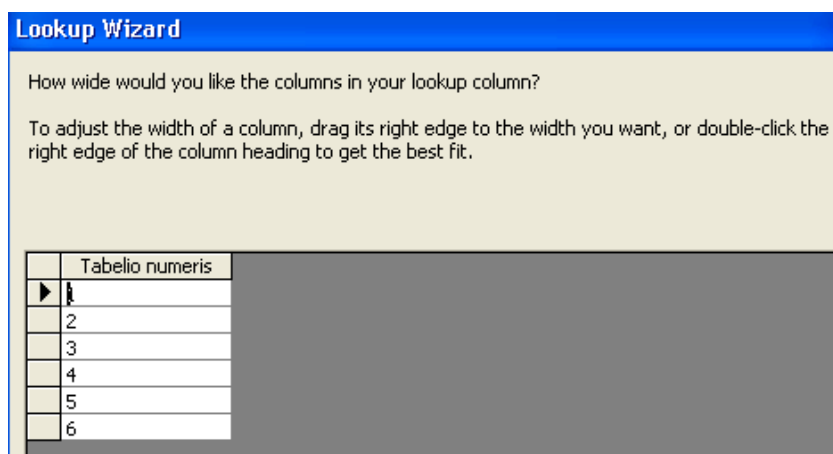 Lookup Wizard
How wide would you like the columns in your lookup column?
To adjust the width of a column, drag its right edge to the width you want, or double-click the
right edge of the column heading to get the best fit.
Tabelio numeris
1
2
3
4
5
6